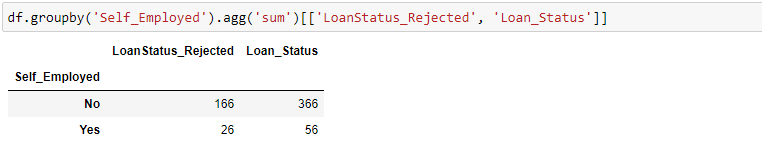 df.groupby('Self_Employed').agg('sum')[['LoanStatus_Rejected', 'Loan_Status']]
LoanStatus_Rejected Loan_Status
Self_Employed
No 166 366
Yes 26 56